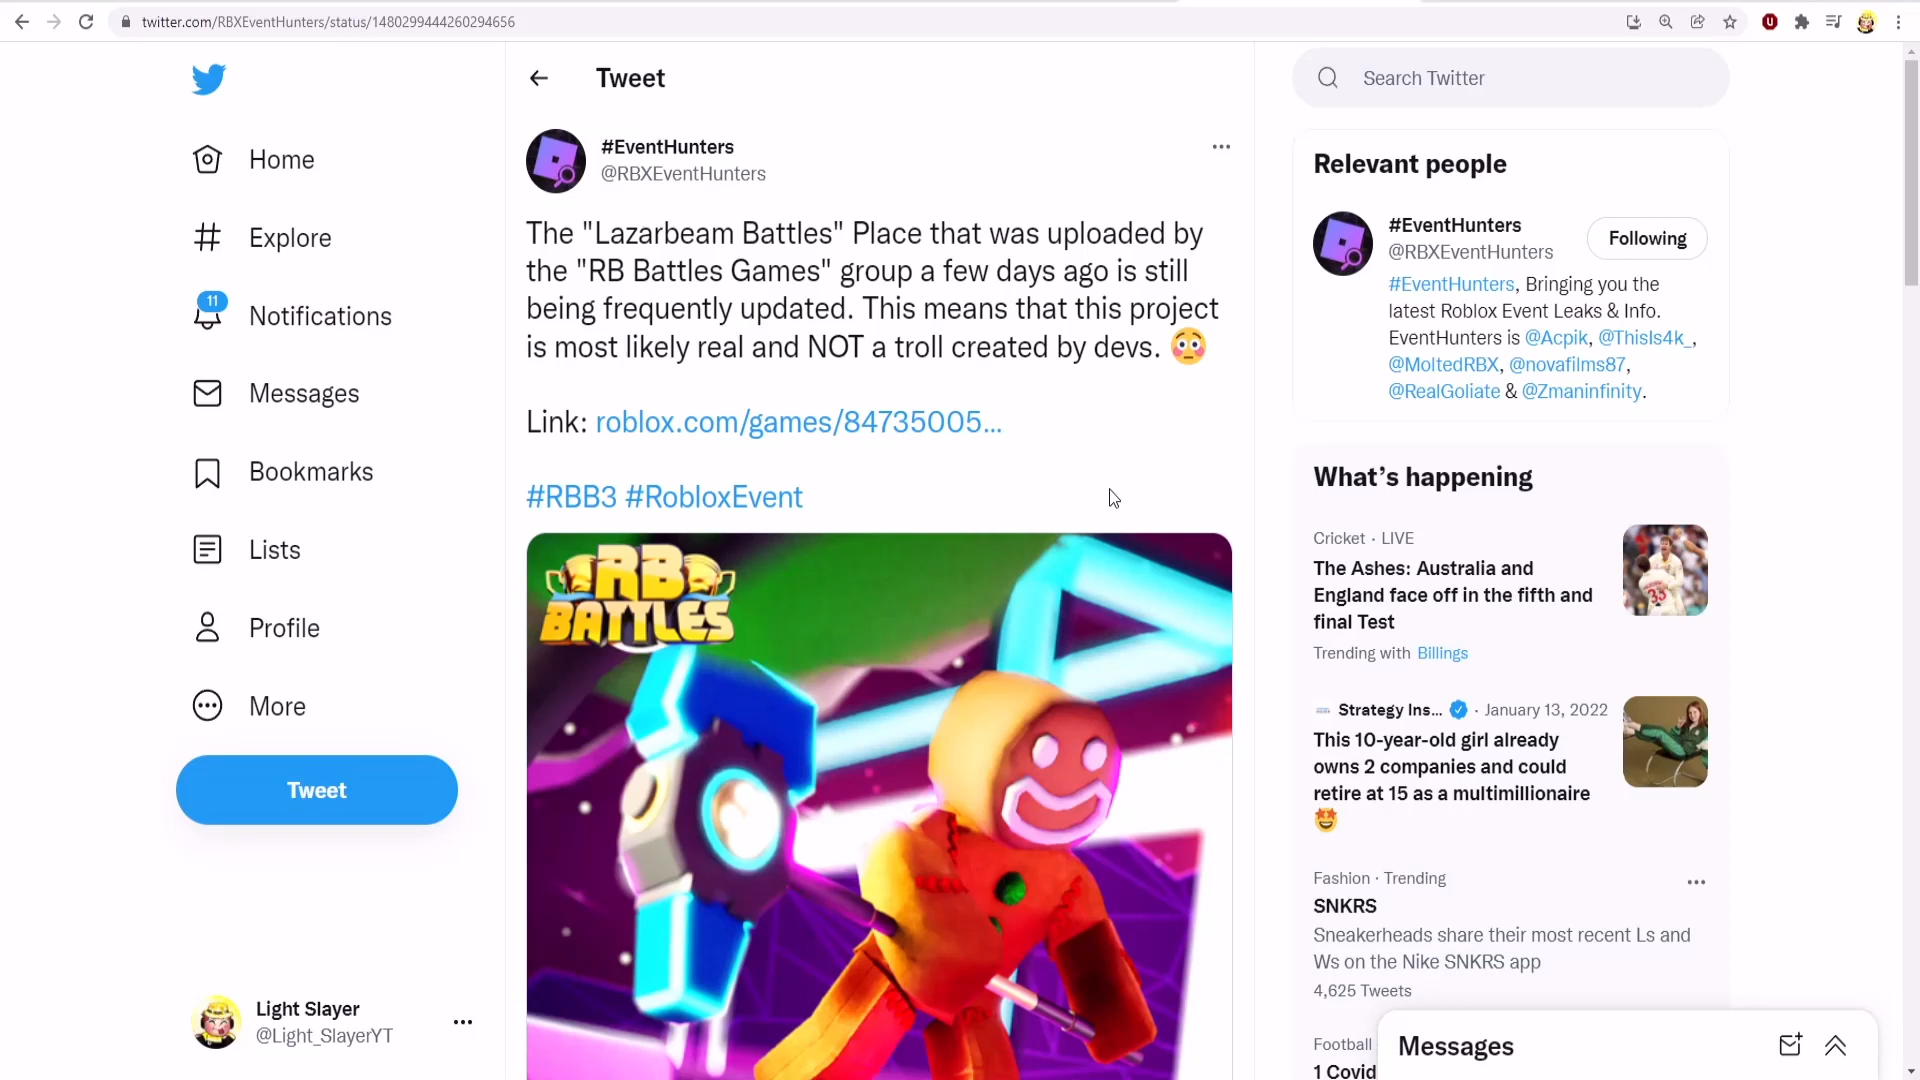 twitter.com/RBXEventHunters/status/1480299444260294656
Home
Explore
11
Notifications
Messages
Bookmarks
Lists
Profile
More
Tweet
Light Slayer
@Light_SlayerYT
Tweet
#EventHunters
@RBXEventHunters
The "Lazarbeam Battles" Place that was uploaded by
the "RB Battles Games" group a few days ago is still
being frequently updated. This means that this project
is most likely real and NOT a troll created by devs. 😳
Link: roblox.com/games/84735005...
#RBB3 #RobloxEvent
RB
BATTLES
Search Twitter
Relevant people
#EventHunters
@RBXEventHunters
Following
#EventHunters, Bringing you the
latest Roblox Event Leaks & Info.
EventHunters is @Acpik, @ThisIs4k_,
@MoltedRBX, @novafilms87,
@RealGoliate & @Zmaninfinity.
What's happening
Cricket · LIVE
The Ashes: Australia and
England face off in the fifth and
final Test
Trending with Billings
33
Strategy Ins... · January 13, 2022
This 10-year-old girl already
owns 2 companies and could
retire at 15 as a multimillionaire
🤩
Fashion · Trending
SNKRS
Sneakerheads share their most recent Ls and
Ws on the Nike SNKRS app
4,625 Tweets
Football
1 Covid
Messages